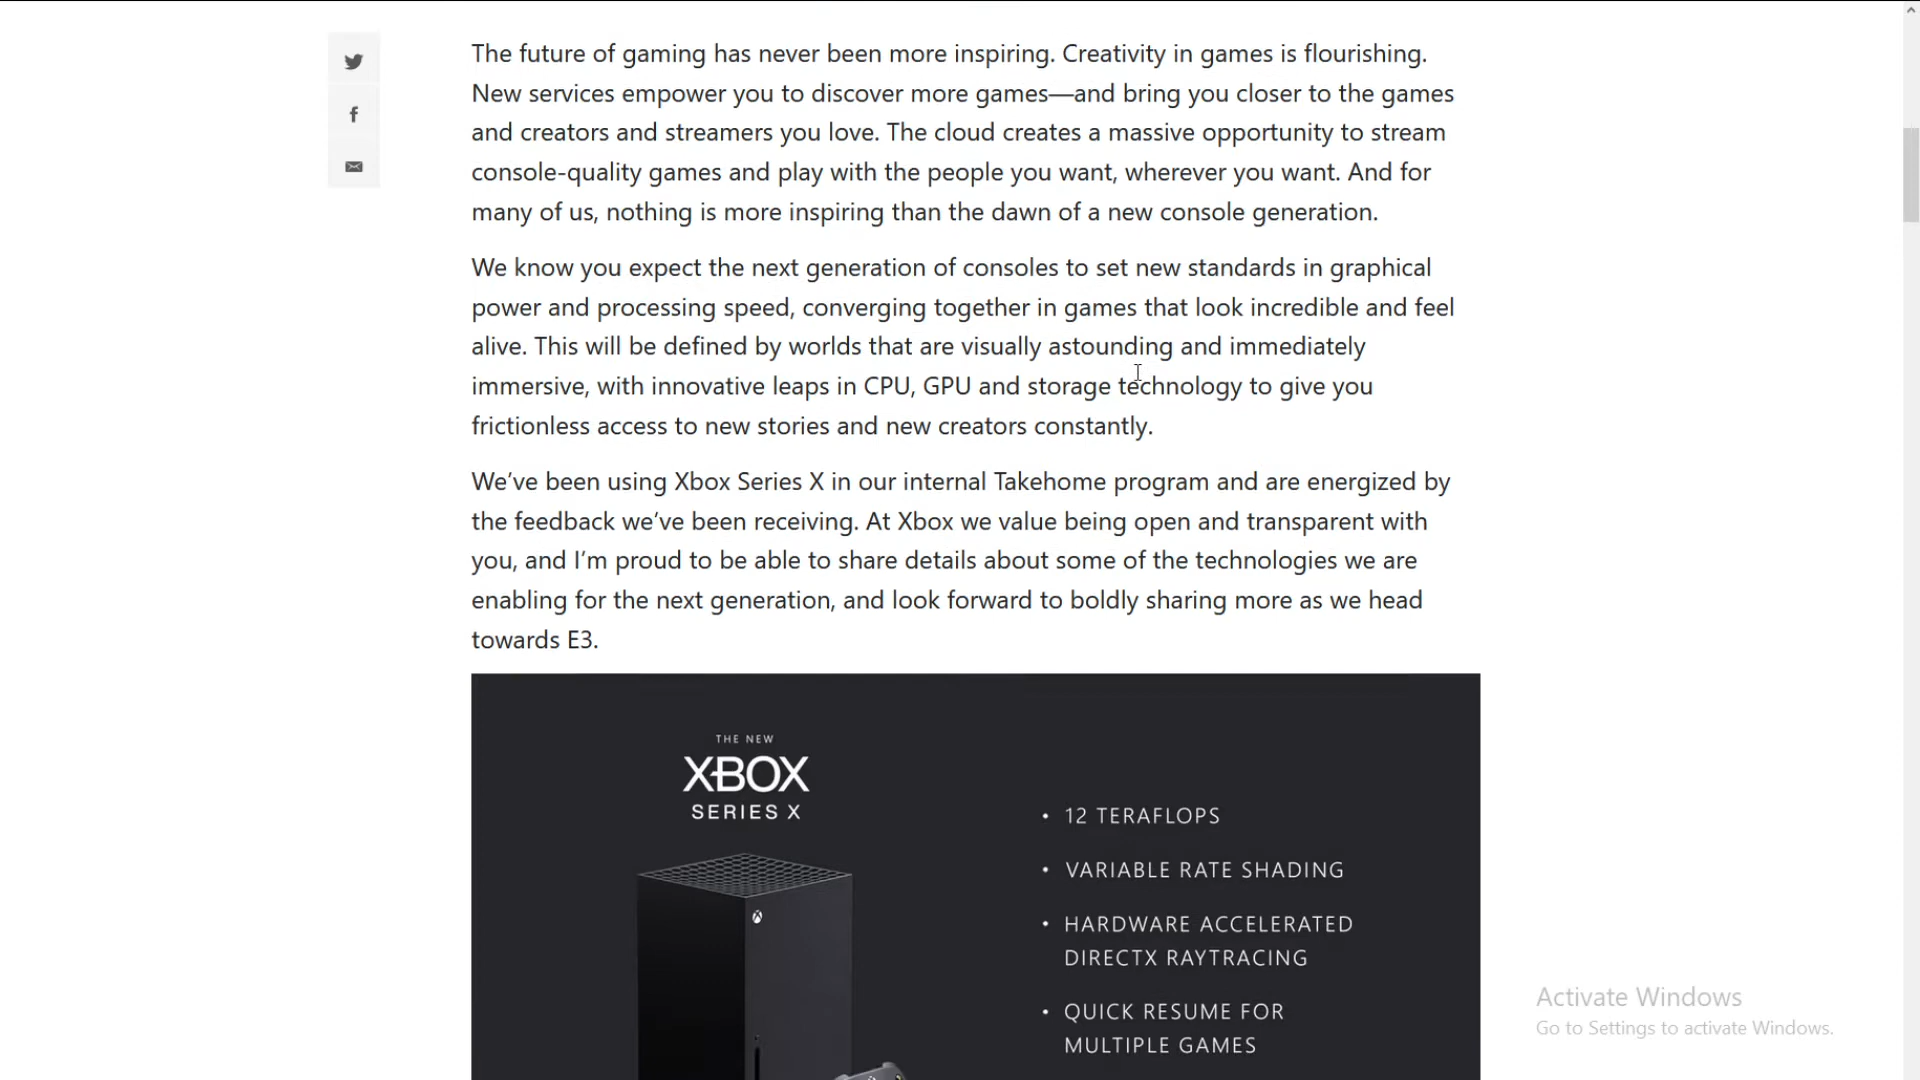 The future of gaming has never been more inspiring. Creativity in games is flourishing.
New services empower you to discover more games—and bring you closer to the games
and creators and streamers you love. The cloud creates a massive opportunity to stream
console-quality games and play with the people you want, wherever you want. And for
many of us, nothing is more inspiring than the dawn of a new console generation.
We know you expect the next generation of consoles to set new standards in graphical
power and processing speed, converging together in games that look incredible and feel
alive. This will be defined by worlds that are visually astounding and immediately
immersive, with innovative leaps in CPU, GPU and storage technology to give you
frictionless access to new stories and new creators constantly.
We’ve been using Xbox Series X in our internal Takehome program and are energized by
the feedback we’ve been receiving. At Xbox we value being open and transparent with
you, and I’m proud to be able to share details about some of the technologies we are
enabling for the next generation, and look forward to boldly sharing more as we head
towards E3.
THE NEW
XBOX
SERIES X
• 12 TERAFLOPS
• VARIABLE RATE SHADING
• HARDWARE ACCELERATED
DIRECTX RAYTRACING
• QUICK RESUME FOR
MULTIPLE GAMES
Activate Windows
Go to Settings to activate Windows.